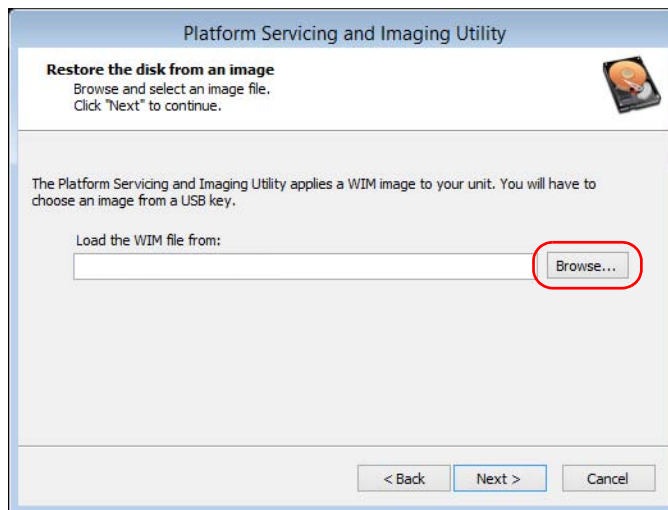 Platform Servicing and Imaging Utility
Restore the disk from an image
Browse and select an image file.
Click "Next" to continue.
The Platform Servicing and Imaging Utility applies a WIM image to your unit. You will have to
choose an image from a USB key.
Load the WIM file from:
Browse...
< Back Next > Cancel